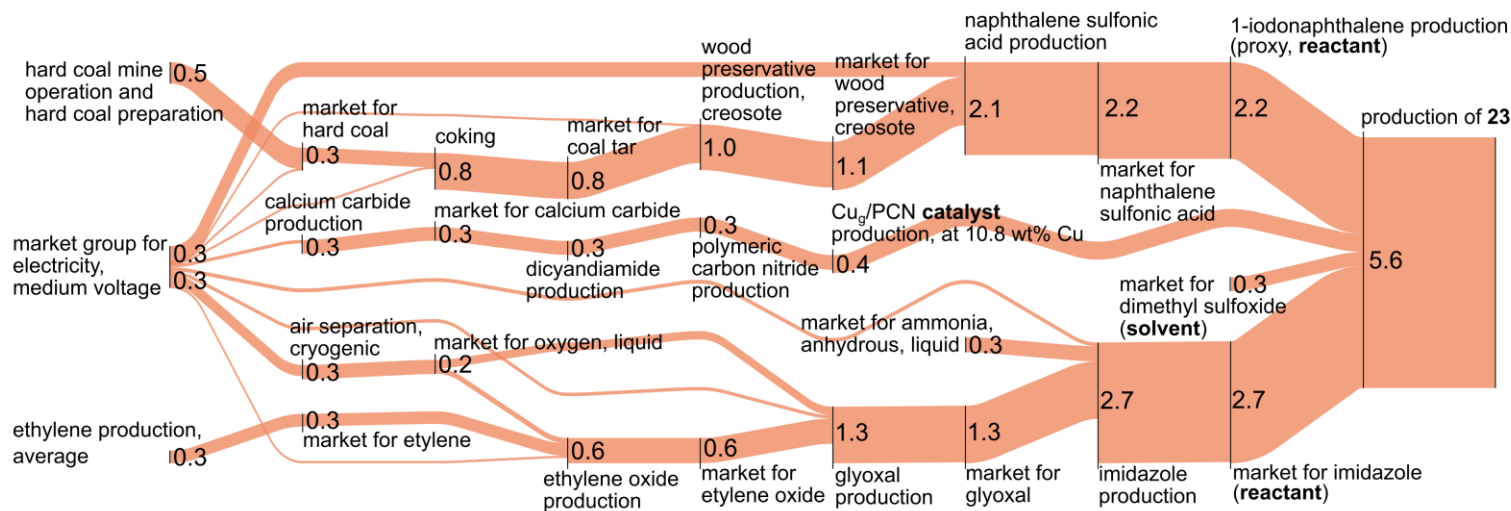 hard coal mine
operation and
hard coal preparation
0.5
market for
hard coal
0.3
coking
0.8
market for
coal tar
0.8
wood
preservative
production,
creosote
1.0
market for
wood
preservative,
creosote
1.1
naphthalene sulfonic
acid production
2.1
2.2
market for
naphthalene
sulfonic acid
1-iodonaphthalene production
(proxy, reactant)
2.2
production of 23
5.6
market group for
electricity,
medium voltage
0.3
0.3
calcium carbide
production
0.3
market for calcium carbide
0.3
0.3
dicyandiamide
production
0.3
polymeric
carbon nitride
production
Cug/PCN catalyst
production, at 10.8 wt% Cu
0.4
market for
dimethyl sulfoxide
(solvent)
0.3
air separation,
cryogenic
0.3
market for oxygen, liquid
0.2
market for ammonia,
anhydrous, liquid
0.3
ethylene production,
average
0.3
0.3
market for etylene
0.6
ethylene oxide
production
0.6
market for
etylene oxide
1.3
glyoxal
production
1.3
market for
glyoxal
2.7
imidazole
production
2.7
market for imidazole
(reactant)